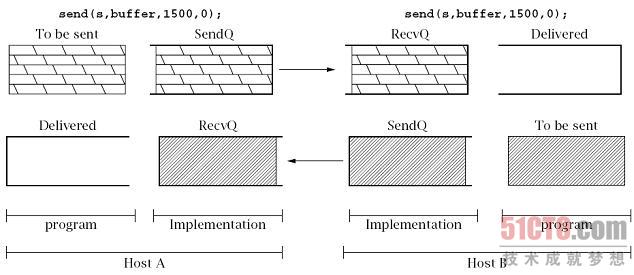 send(s,buffer,1500,0);
send(s,buffer,1500,0);
To be sent
SendQ
RecvQ
Delivered
Delivered
RecvQ
SendQ
To be sent
program
Implementation
Implementation
program
Host A
Host B
51CTO.com
技术成就梦想